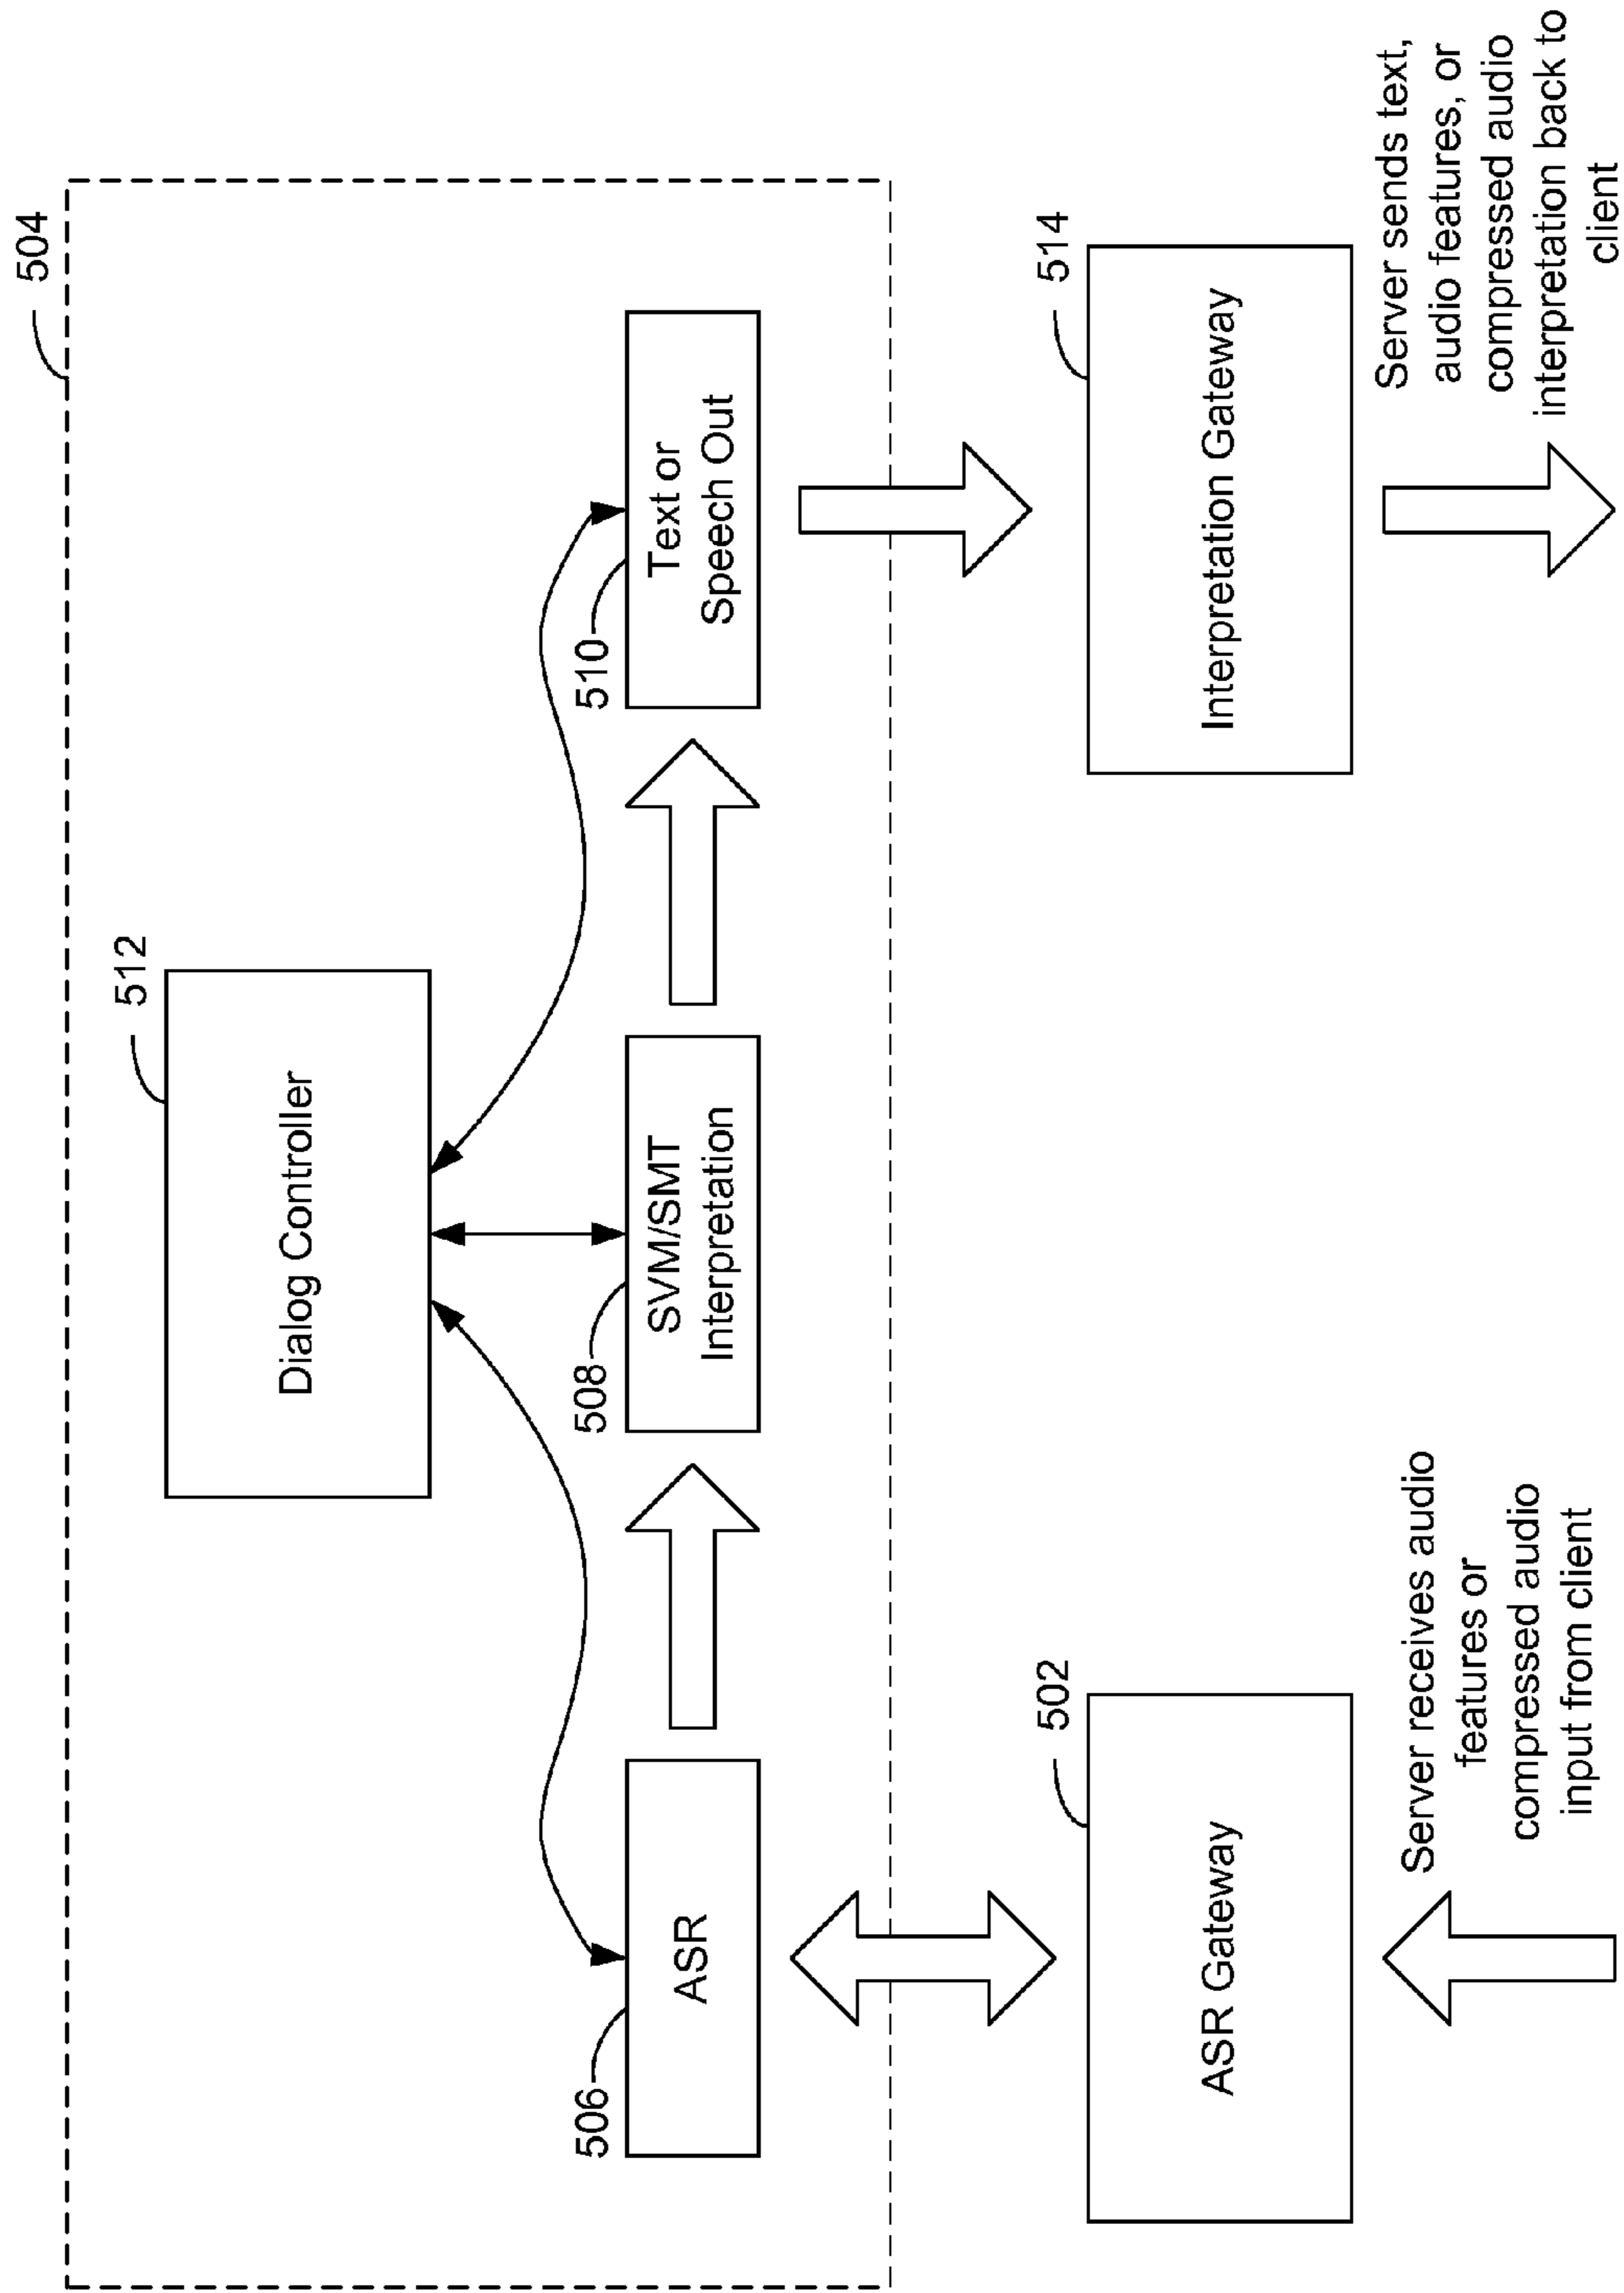 504
512
Dialog Controller
506
ASR
508
SVM/SMT
Interpretation
510
Text or
Speech Out
502
ASR Gateway
514
Interpretation Gateway
Server receives audio
features or
compressed audio
input from client
Server sends text,
audio features, or
compressed audio
interpretation back to
client